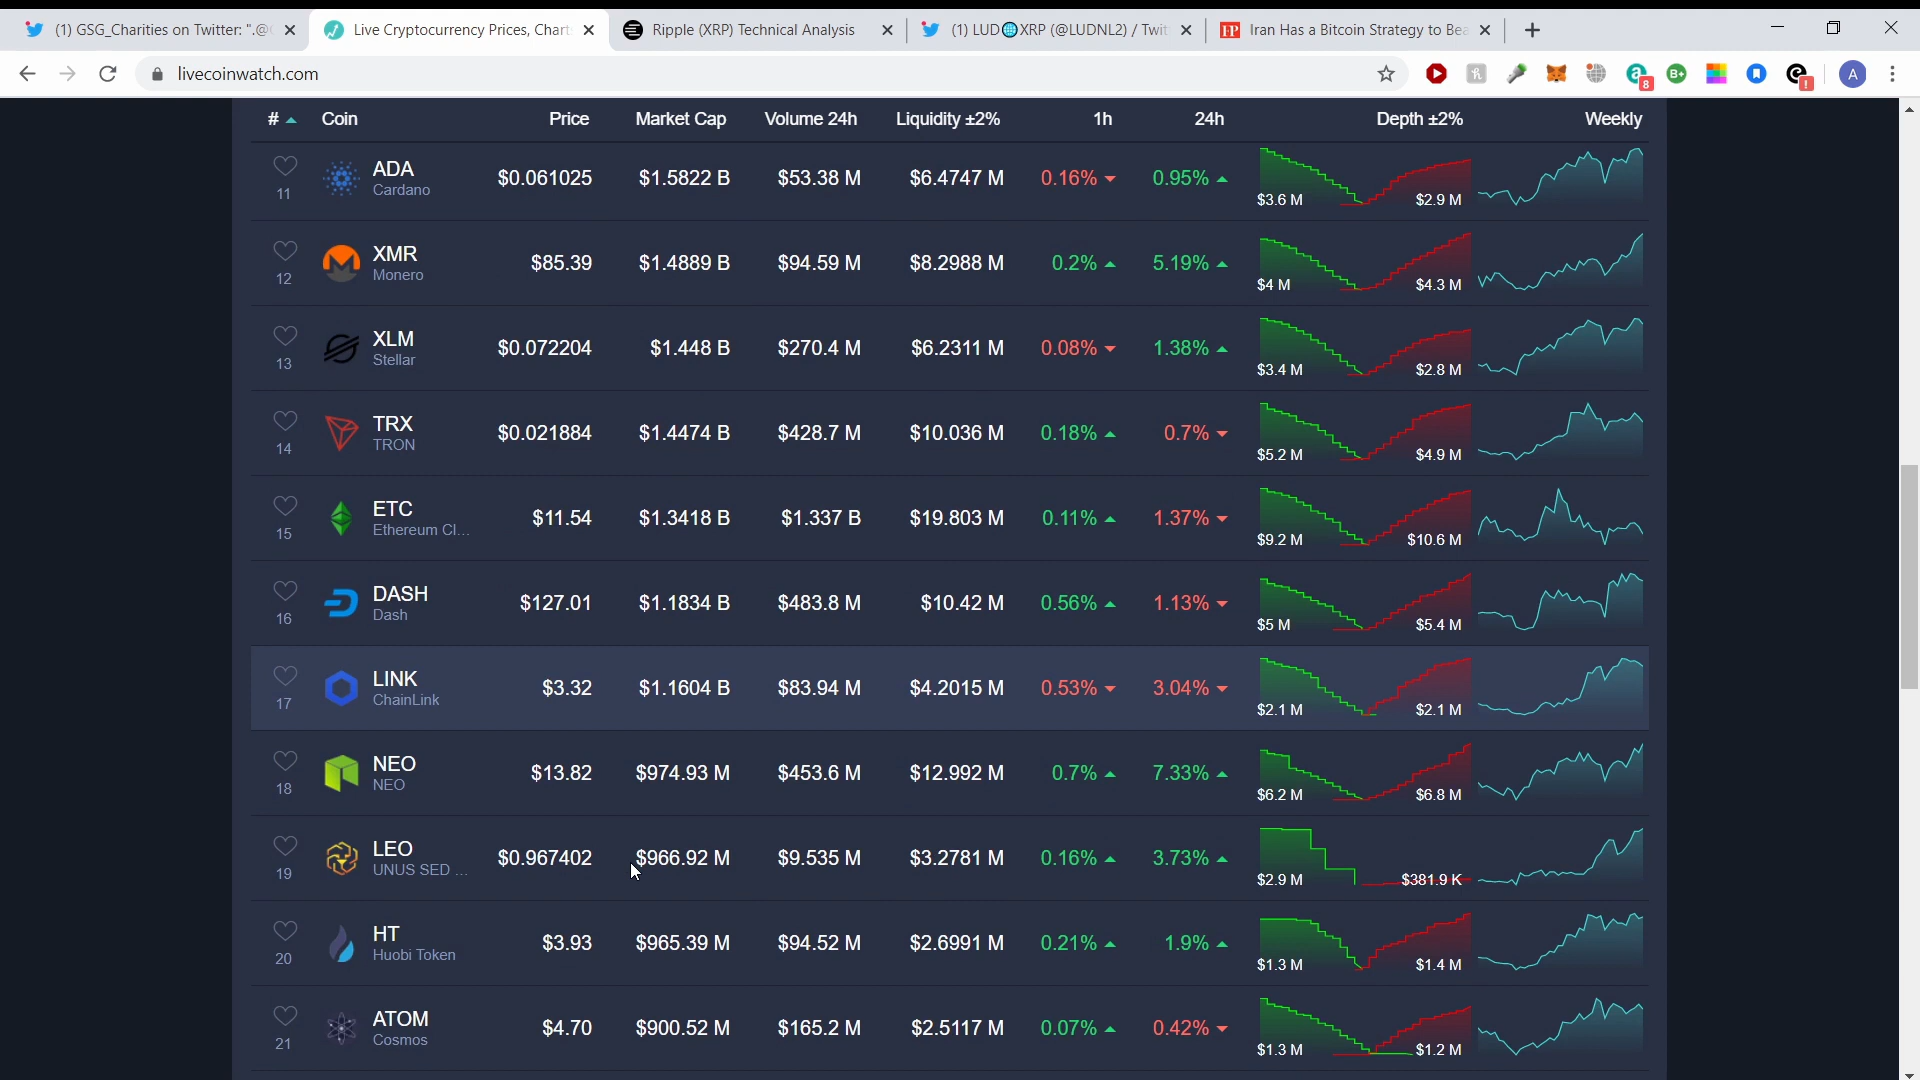 (1) GSG_Charities on Twitter: ".@
Live Cryptocurrency Prices, Chart
Ripple (XRP) Technical Analysis
(1) LUD🌐XRP (@LUDNL2) / Twit
Iran Has a Bitcoin Strategy to Bea
livecoinwatch.com
8
B+
!
A
# Coin Price Market Cap Volume 24h Liquidity ±2% 1h 24h Depth ±2% Weekly
ADA
11 Cardano $0.061025 $1.5822 B $53.38 M $6.4747 M 0.16% 0.95% $3.6 M $2.9 M
XMR
12 Monero $85.39 $1.4889 B $94.59 M $8.2988 M 0.2% 5.19% $4 M $4.3 M
XLM
13 Stellar $0.072204 $1.448 B $270.4 M $6.2311 M 0.08% 1.38% $3.4 M $2.8 M
TRX
14 TRON $0.021884 $1.4474 B $428.7 M $10.036 M 0.18% 0.7% $5.2 M $4.9 M
ETC
15 Ethereum Cl... $11.54 $1.3418 B $1.337 B $19.803 M 0.11% 1.37% $9.2 M $10.6 M
DASH
16 Dash $127.01 $1.1834 B $483.8 M $10.42 M 0.56% 1.13% $5 M $5.4 M
LINK
17 ChainLink $3.32 $1.1604 B $83.94 M $4.2015 M 0.53% 3.04% $2.1 M $2.1 M
NEO
18 NEO $13.82 $974.93 M $453.6 M $12.992 M 0.7% 7.33% $6.2 M $6.8 M
LEO
19 UNUS SED ... $0.967402 $966.92 M $9.535 M $3.2781 M 0.16% 3.73% $2.9 M $381.9 K
HT
20 Huobi Token $3.93 $965.39 M $94.52 M $2.6991 M 0.21% 1.9% $1.3 M $1.4 M
ATOM
21 Cosmos $4.70 $900.52 M $165.2 M $2.5117 M 0.07% 0.42% $1.3 M $1.2 M